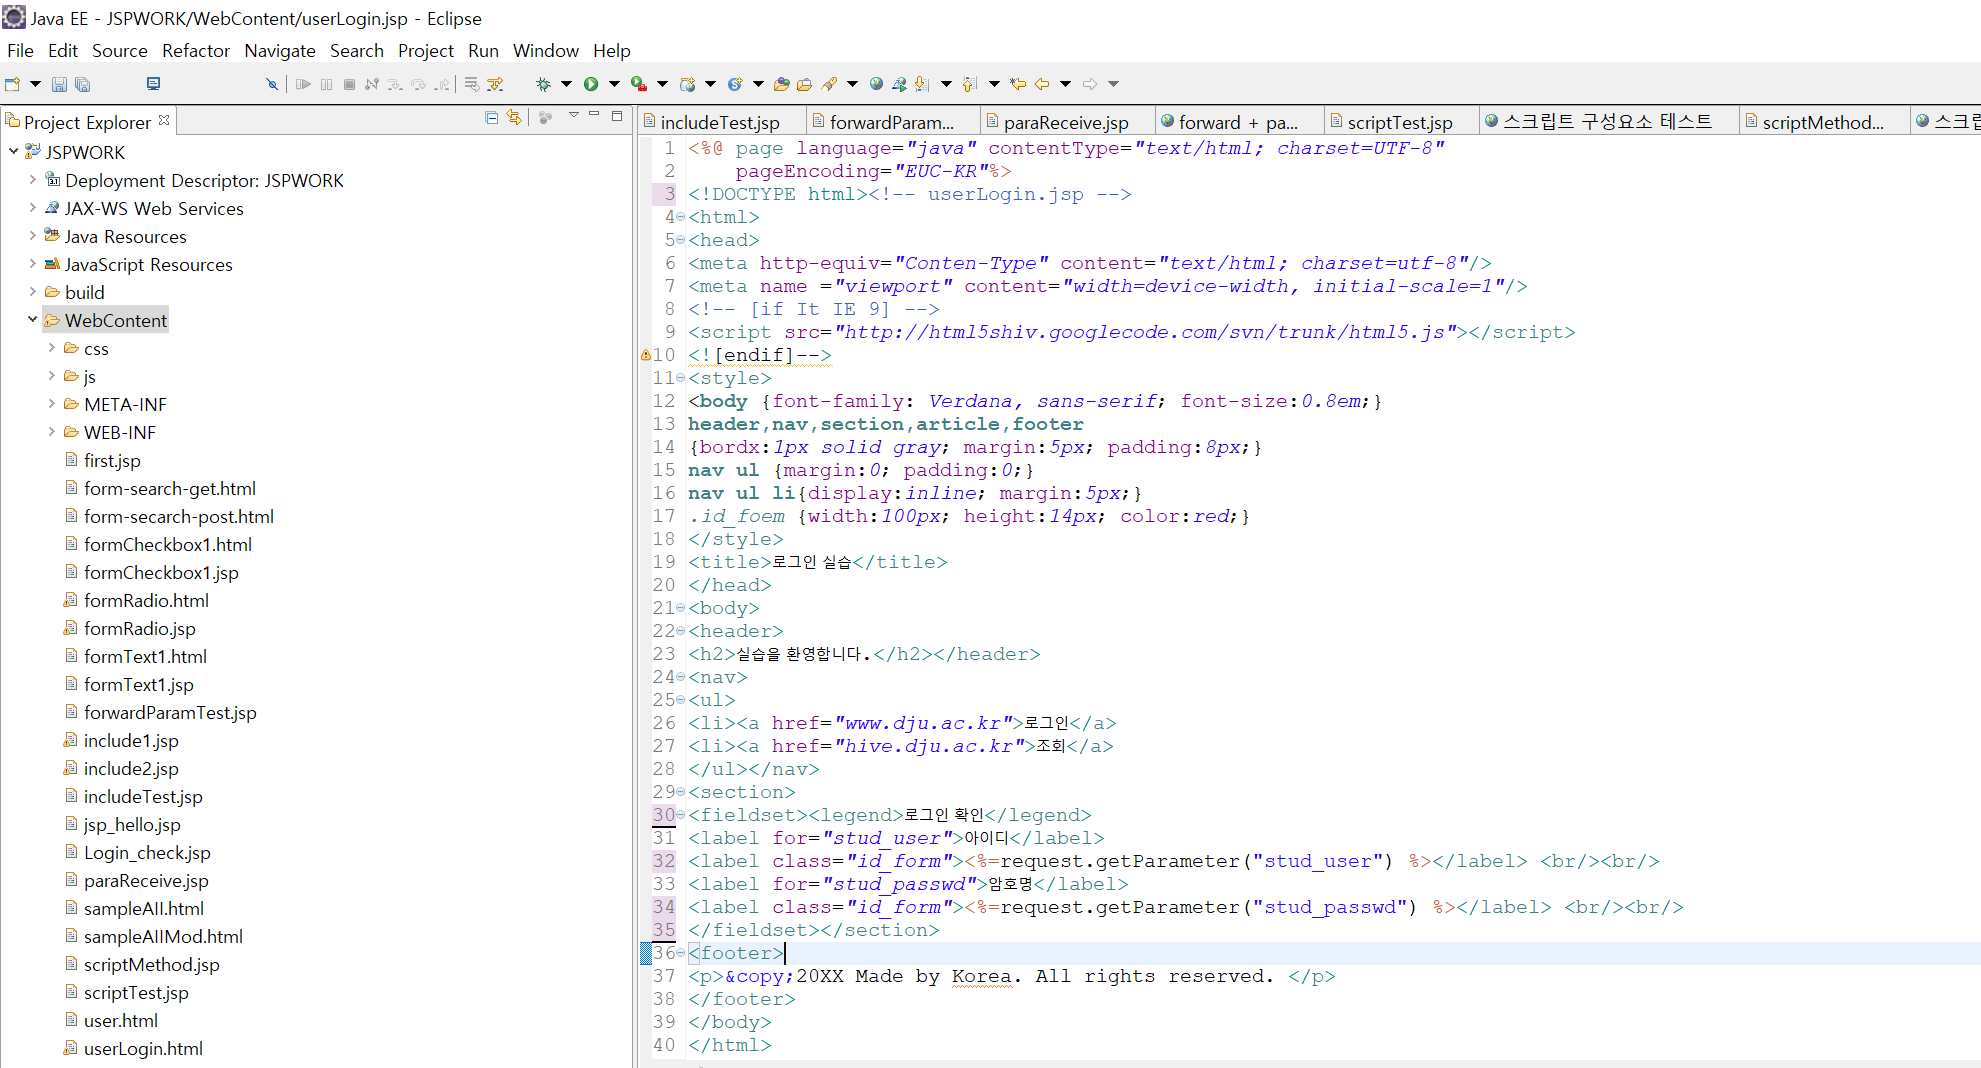 Java EE - JSPWORK/WebContent/userLogin.jsp - Eclipse
File Edit Source Refactor Navigate Search Project Run Window Help
Project Explorer
JSPWORK
Deployment Descriptor: JSPWORK
JAX-WS Web Services
Java Resources
JavaScript Resources
build
WebContent
css
js
META-INF
WEB-INF
first.jsp
form-search-get.html
form-secarch-post.html
formCheckbox1.html
formCheckbox1.jsp
formRadio.html
formRadio.jsp
formText1.html
formText1.jsp
forwardParamTest.jsp
include1.jsp
include2.jsp
includeTest.jsp
jsp_hello.jsp
Login_check.jsp
paraReceive.jsp
sampleAll.html
sampleAllMod.html
scriptMethod.jsp
scriptTest.jsp
user.html
userLogin.html
includeTest.jsp forwardParam... paraReceive.jsp forward + pa... scriptTest.jsp 스크립트 구성요소 테스트 scriptMethod... 스크립
1 <%@ page language="java" contentType="text/html; charset=UTF-8"
2 pageEncoding="EUC-KR"%>
3 <!DOCTYPE html><!-- userLogin.jsp -->
4 <html>
5 <head>
6 <meta http-equiv="Conten-Type" content="text/html; charset=utf-8"/>
7 <meta name ="viewport" content="width=device-width, initial-scale=1"/>
8 <!-- [if It IE 9] -->
9 <script src="http://html5shiv.googlecode.com/svn/trunk/html5.js"></script>
10 <![endif]-->
11 <style>
12 <body {font-family: Verdana, sans-serif; font-size:0.8em;}
13 header,nav,section,article,footer
14 {bordx:1px solid gray; margin:5px; padding:8px;}
15 nav ul {margin:0; padding:0;}
16 nav ul li{display:inline; margin:5px;}
17 .id_foem {width:100px; height:14px; color:red;}
18 </style>
19 <title>로그인 실습</title>
20 </head>
21 <body>
22 <header>
23 <h2>실습을 환영합니다.</h2></header>
24 <nav>
25 <ul>
26 <li><a href="www.dju.ac.kr">로그인</a>
27 <li><a href="hive.dju.ac.kr">조회</a>
28 </ul></nav>
29 <section>
30 <fieldset><legend>로그인 확인</legend>
31 <label for="stud_user">아이디</label>
32 <label class="id_form"><%=request.getParameter("stud_user") %></label> <br/><br/>
33 <label for="stud_passwd">암호명</label>
34 <label class="id_form"><%=request.getParameter("stud_passwd") %></label> <br/><br/>
35 </fieldset></section>
36 <footer>
37 <p>&copy;20XX Made by Korea. All rights reserved. </p>
38 </footer>
39 </body>
40 </html>